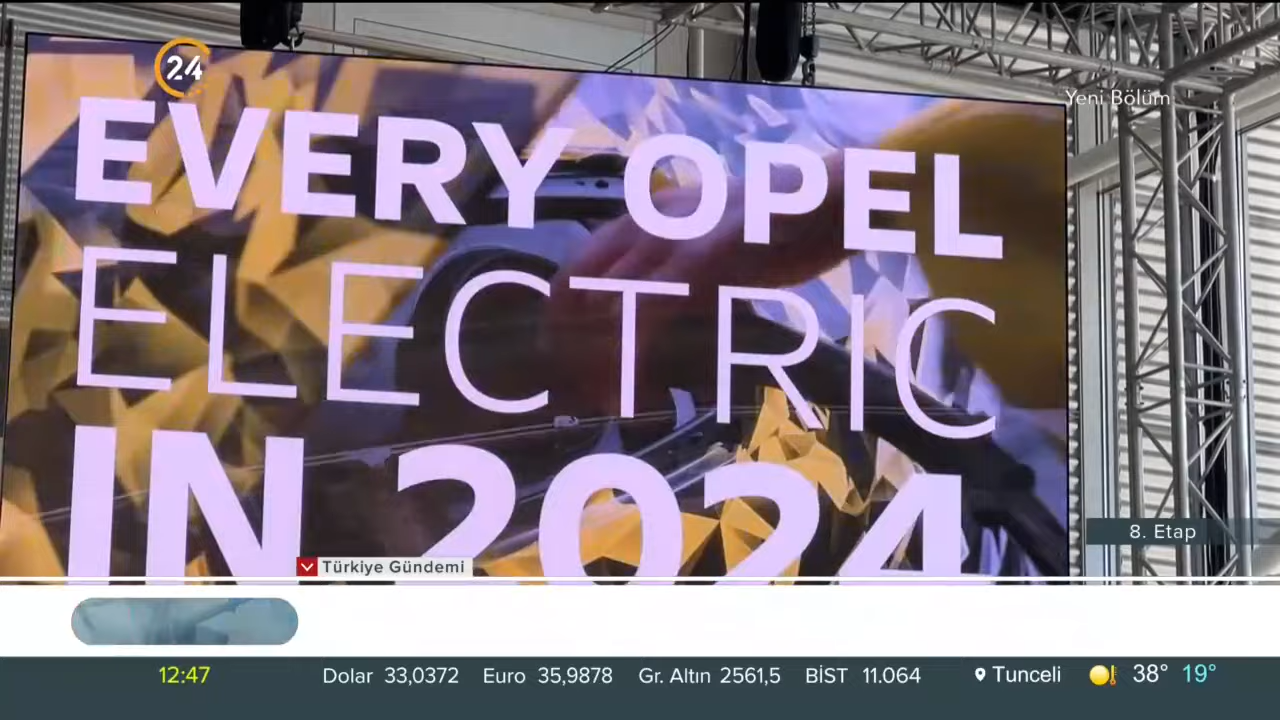 24
Yeni Bölüm
EVERY OPEL
ELECTRIC
IN 2024
8. Etap
Türkiye Gündemi
12:47 Dolar 33,0372 Euro 35,9878 Gr. Altın 2561,5 BİST 11.064 Tunceli 38° 19°